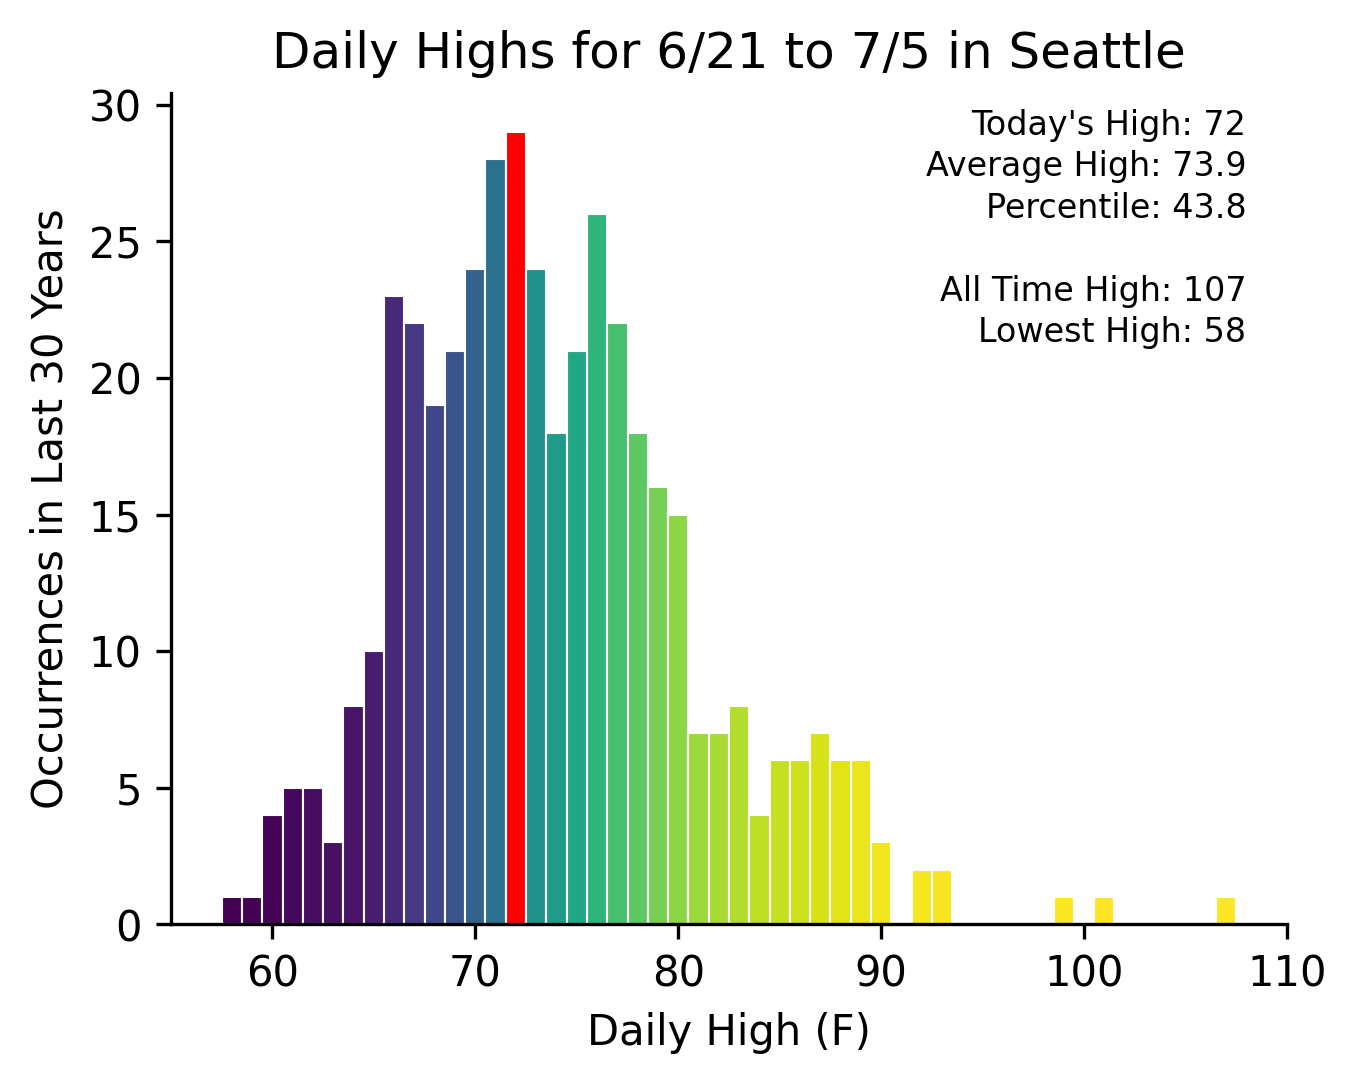 Daily Highs for 6/21 to 7/5 in Seattle
Today's High: 72
Average High: 73.9
Percentile: 43.8
All Time High: 107
Lowest High: 58
Occurrences in Last 30 Years
30
25
20
15
10
5
0
60 70 80 90 100 110
Daily High (F)